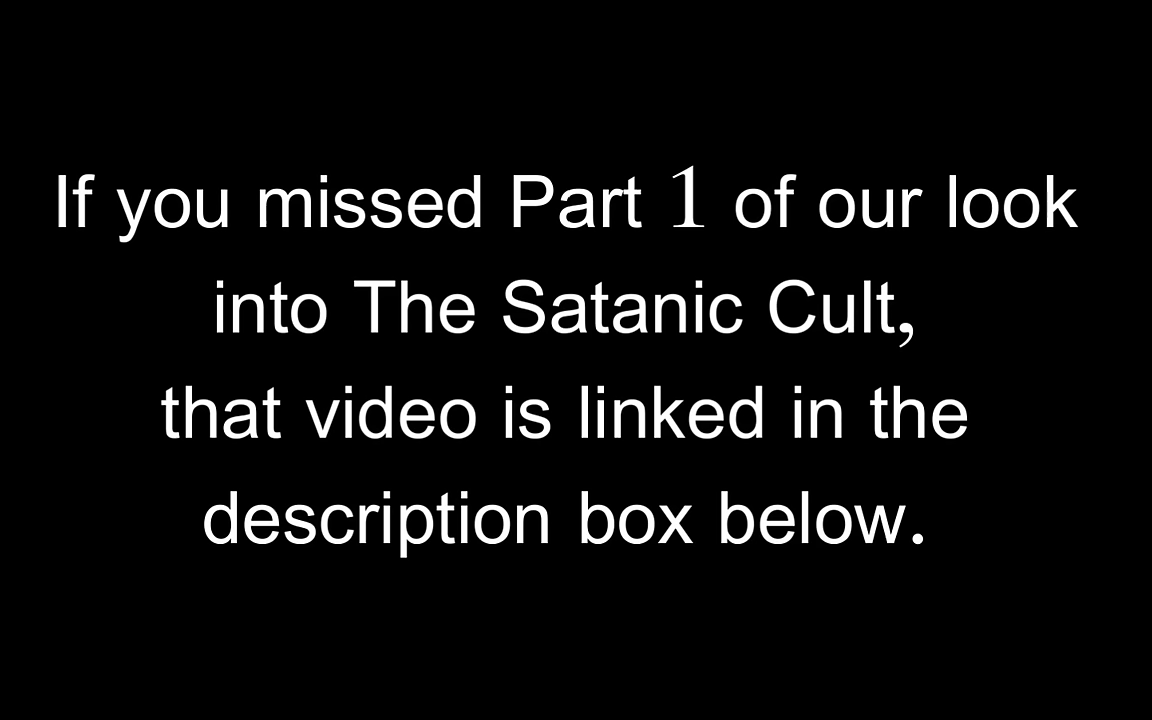 If you missed Part 1 of our look
into The Satanic Cult,
that video is linked in the
description box below.